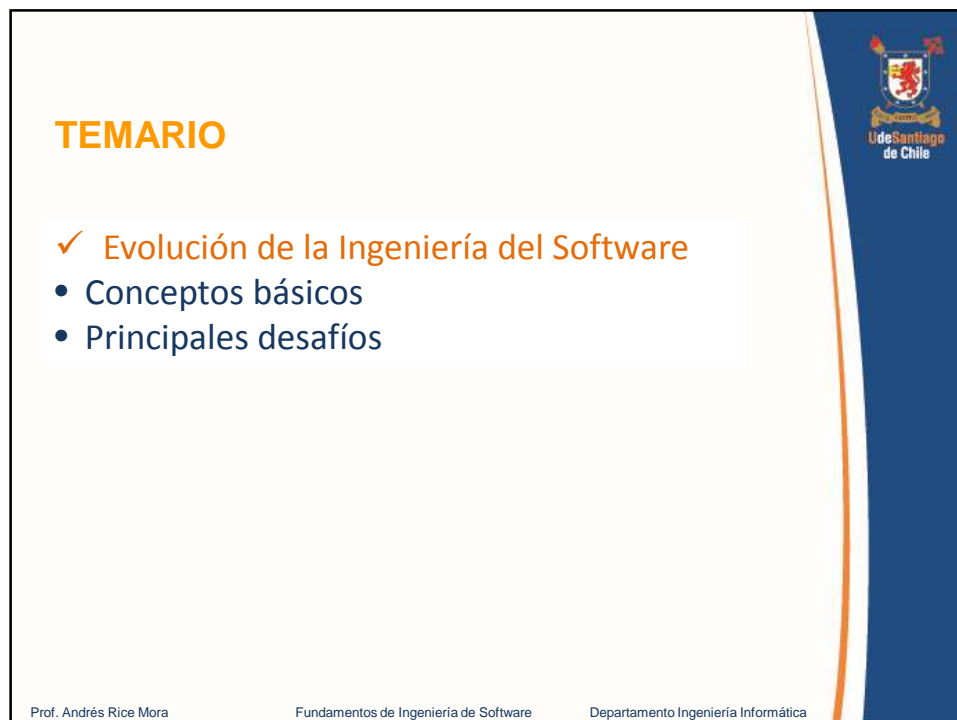 TEMARIO
✓ Evolución de la Ingeniería del Software
• Conceptos básicos
• Principales desafíos
UdeSantiago
de Chile
Prof. Andrés Rice Mora Fundamentos de Ingeniería de Software Departamento Ingeniería Informática